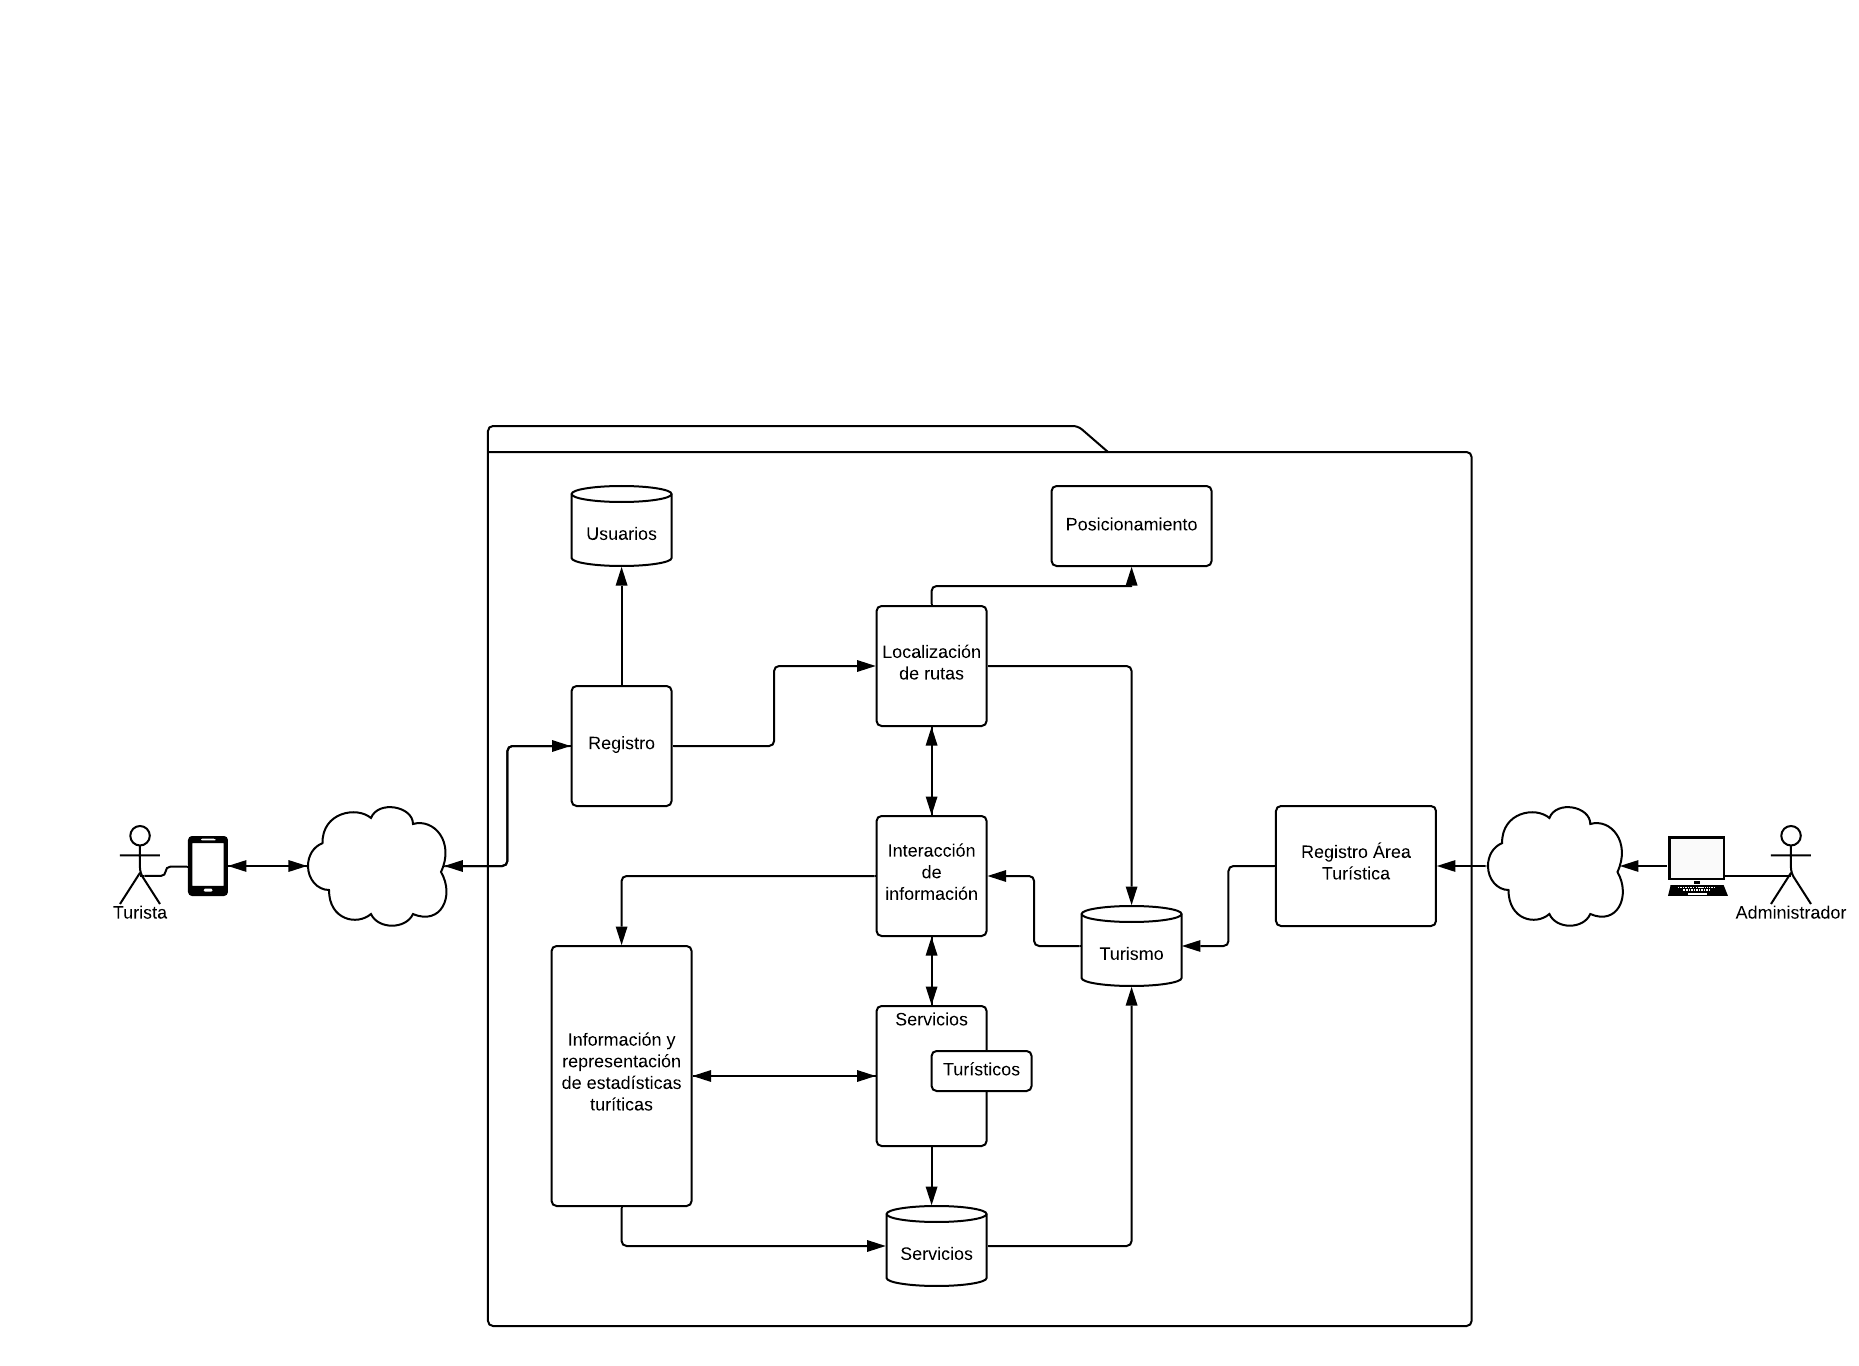 Usuarios
Posicionamiento
Localización
de rutas
Registro
Interacción
de
información
Registro Área
Turística
Turista
Administrador
Turismo
Servicios
Turísticos
Información y
representación
de estadísticas
turíticas
Servicios